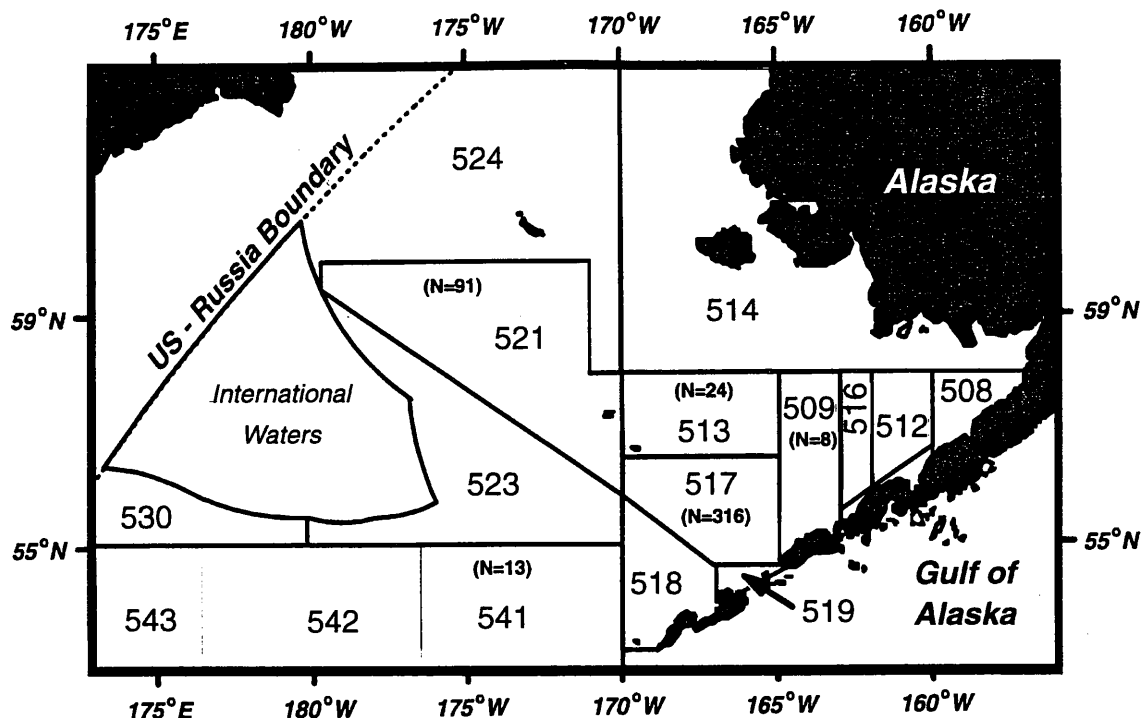 175°E 180°W 175°W 170°W 165°W 160°W
524
Alaska
US - Russia Boundary
(N=91)
59°N
521
514
59°N
International
Waters
(N=24)
513
509
(N=8)
516
512
508
523
517
(N=316)
530
55°N
55°N
(N=13)
518
519
Gulf of
Alaska
543
542
541
175°E 180°W 175°W 170°W 165°W 160°W